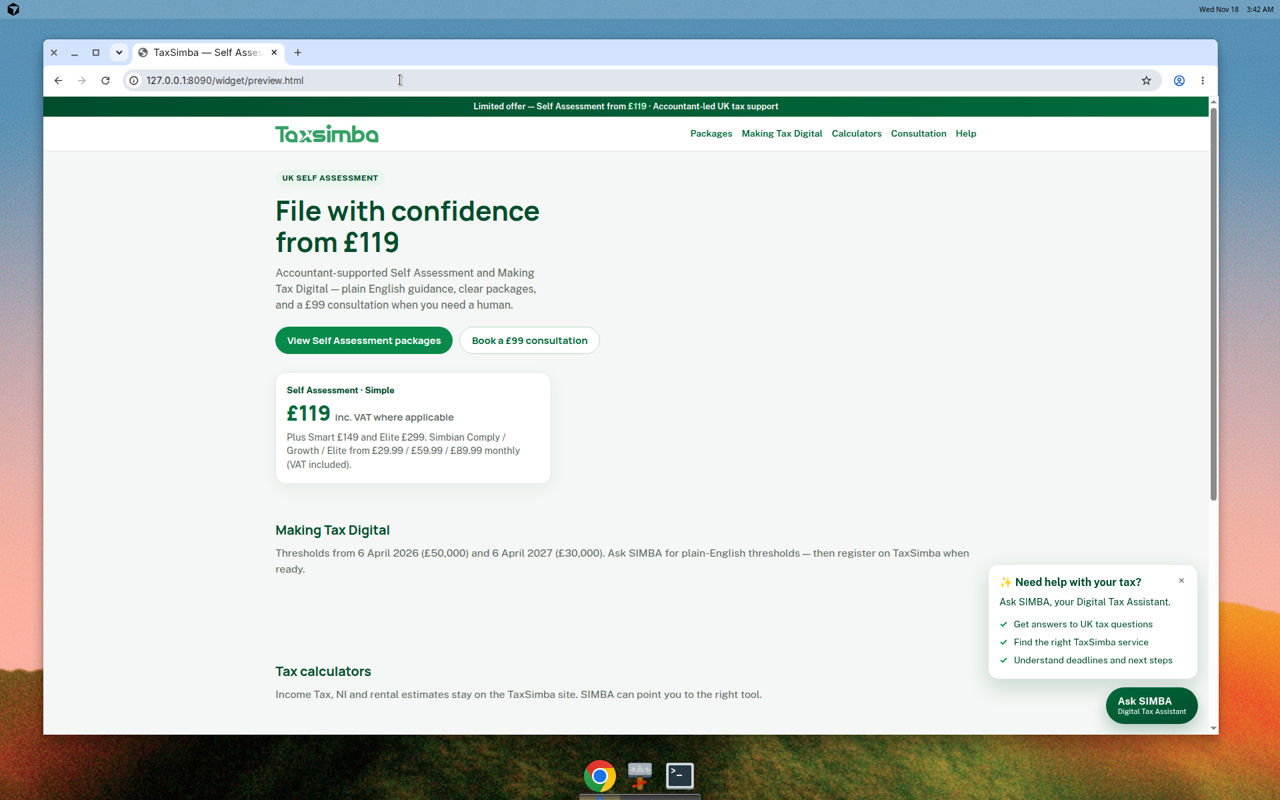 Wed Nov 18 3:42 AM
TaxSimba — Self Asses
127.0.0.1:8090/widget/preview.html
Limited offer — Self Assessment from £119 · Accountant-led UK tax support
Taxsimba
Packages Making Tax Digital Calculators Consultation Help
UK SELF ASSESSMENT
File with confidence
from £119
Accountant-supported Self Assessment and Making
Tax Digital — plain English guidance, clear packages,
and a £99 consultation when you need a human.
View Self Assessment packages Book a £99 consultation
Self Assessment · Simple
£119 inc. VAT where applicable
Plus Smart £149 and Elite £299. Simbian Comply /
Growth / Elite from £29.99 / £59.99 / £89.99 monthly
(VAT included).
Making Tax Digital
Thresholds from 6 April 2026 (£50,000) and 6 April 2027 (£30,000). Ask SIMBA for plain-English thresholds — then register on TaxSimba when
ready.
✨ Need help with your tax?
Ask SIMBA, your Digital Tax Assistant.
Get answers to UK tax questions
Find the right TaxSimba service
Understand deadlines and next steps
Tax calculators
Income Tax, NI and rental estimates stay on the TaxSimba site. SIMBA can point you to the right tool.
Ask SIMBA
Digital Tax Assistant